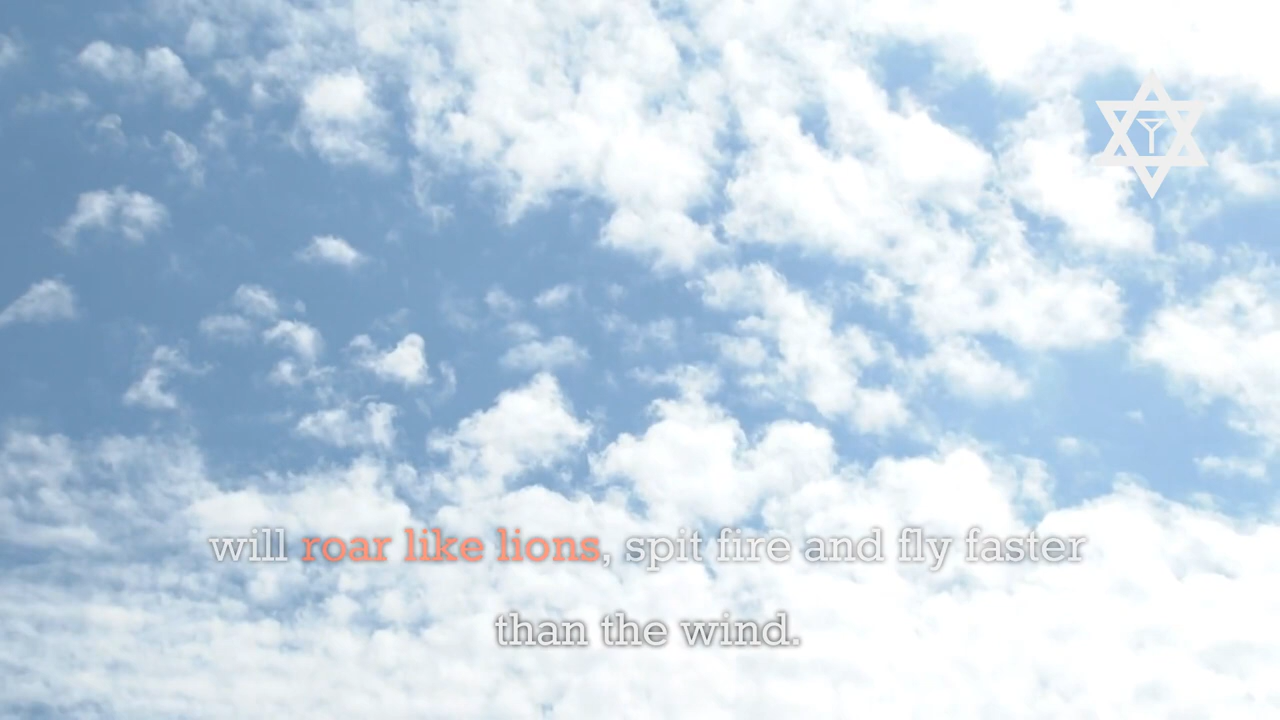 will roar like lions, spit fire and fly faster
than the wind.